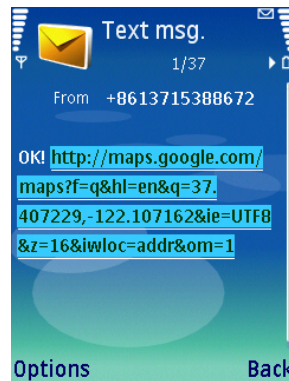 Text msg.
1/37
From +8613715388672
OK! http://maps.google.com/
maps?f=q&hl=en&q=37.
407229,-122.107162&ie=UTF8
&z=16&iwloc=addr&om=1
Options Back